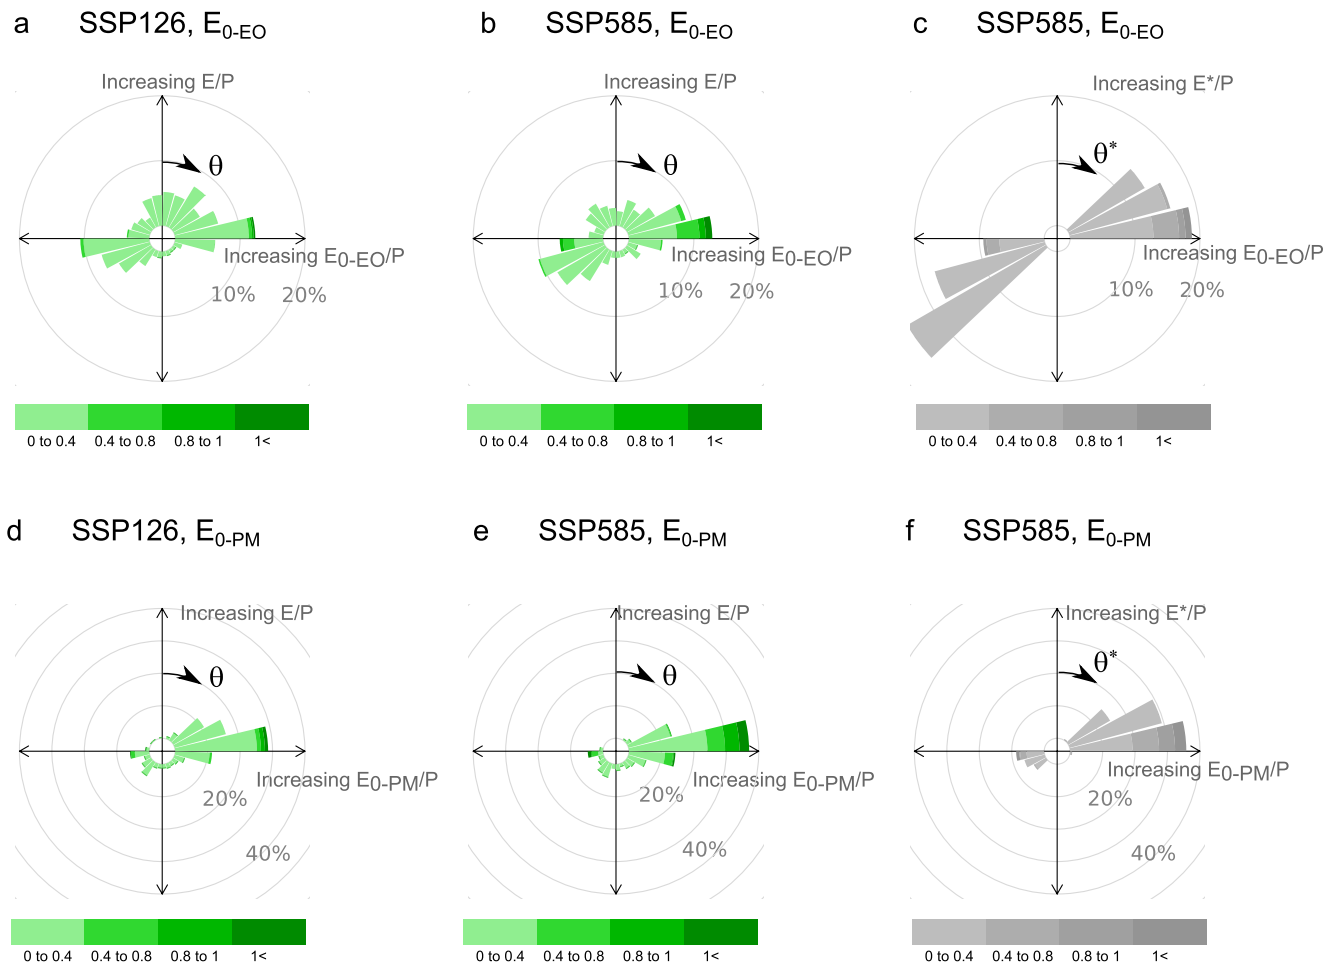 a SSP126, E0-EO b SSP585, E0-EO c SSP585, E0-EO
Increasing E/P Increasing E/P Increasing E*/P
θ θ θ*
Increasing E0-EO/P Increasing E0-EO/P Increasing E0-EO/P
10% 20% 10% 20% 10% 20%
0 to 0.4 0.4 to 0.8 0.8 to 1 1< 0 to 0.4 0.4 to 0.8 0.8 to 1 1< 0 to 0.4 0.4 to 0.8 0.8 to 1 1<
d SSP126, E0-PM e SSP585, E0-PM f SSP585, E0-PM
Increasing E/P Increasing E/P Increasing E*/P
θ θ θ*
Increasing E0-PM/P Increasing E0-PM/P Increasing E0-PM/P
20% 20% 20%
40% 40% 40%
0 to 0.4 0.4 to 0.8 0.8 to 1 1< 0 to 0.4 0.4 to 0.8 0.8 to 1 1< 0 to 0.4 0.4 to 0.8 0.8 to 1 1<